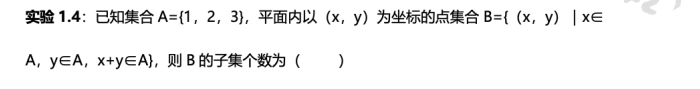 实验 1.4：已知集合 A={1，2，3}，平面内以（x，y）为坐标的点集合 B={（x，y）｜x∈
A，y∈A，x+y∈A}，则 B 的子集个数为（　　）